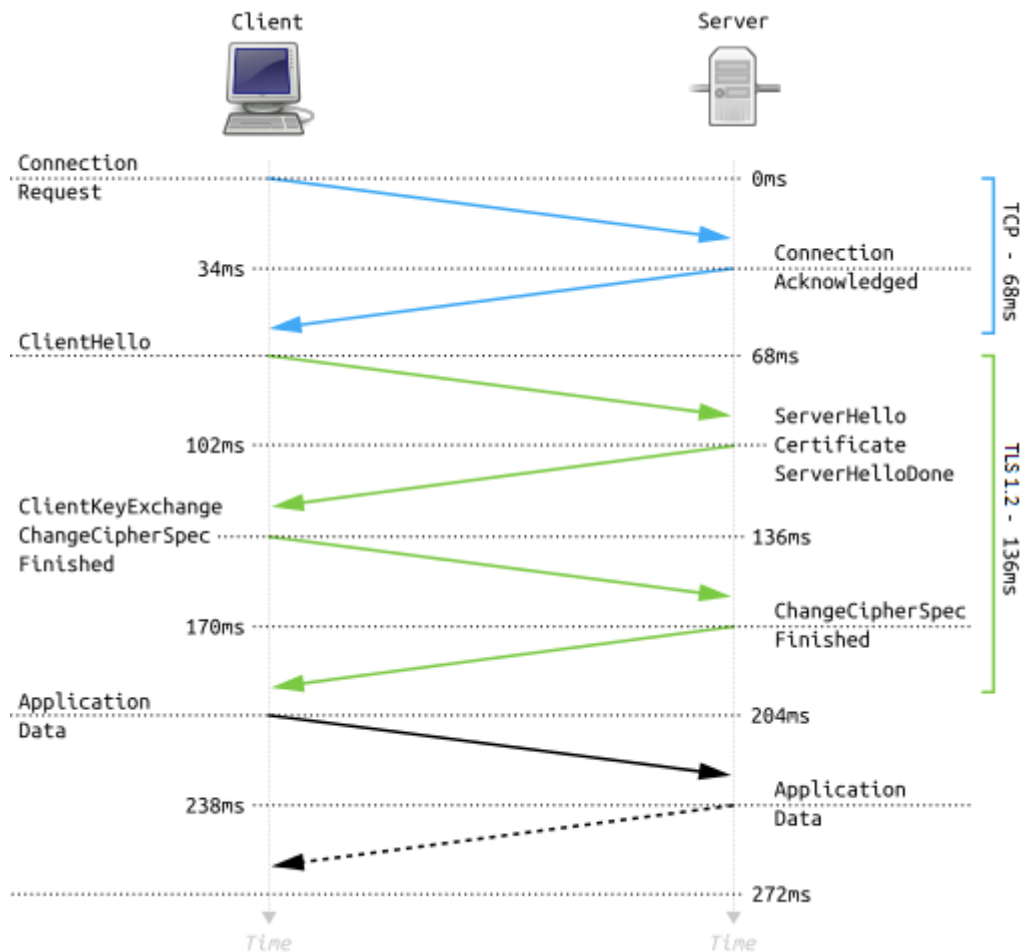 Client
Server
Connection
Request
0ms
Connection
Acknowledged
34ms
TCP - 68ms
ClientHello
68ms
ServerHello
Certificate
ServerHelloDone
102ms
ClientKeyExchange
ChangeCipherSpec
Finished
136ms
TLS 1.2 - 136ms
ChangeCipherSpec
Finished
170ms
Application
Data
204ms
Application
Data
238ms
272ms
Time
Time